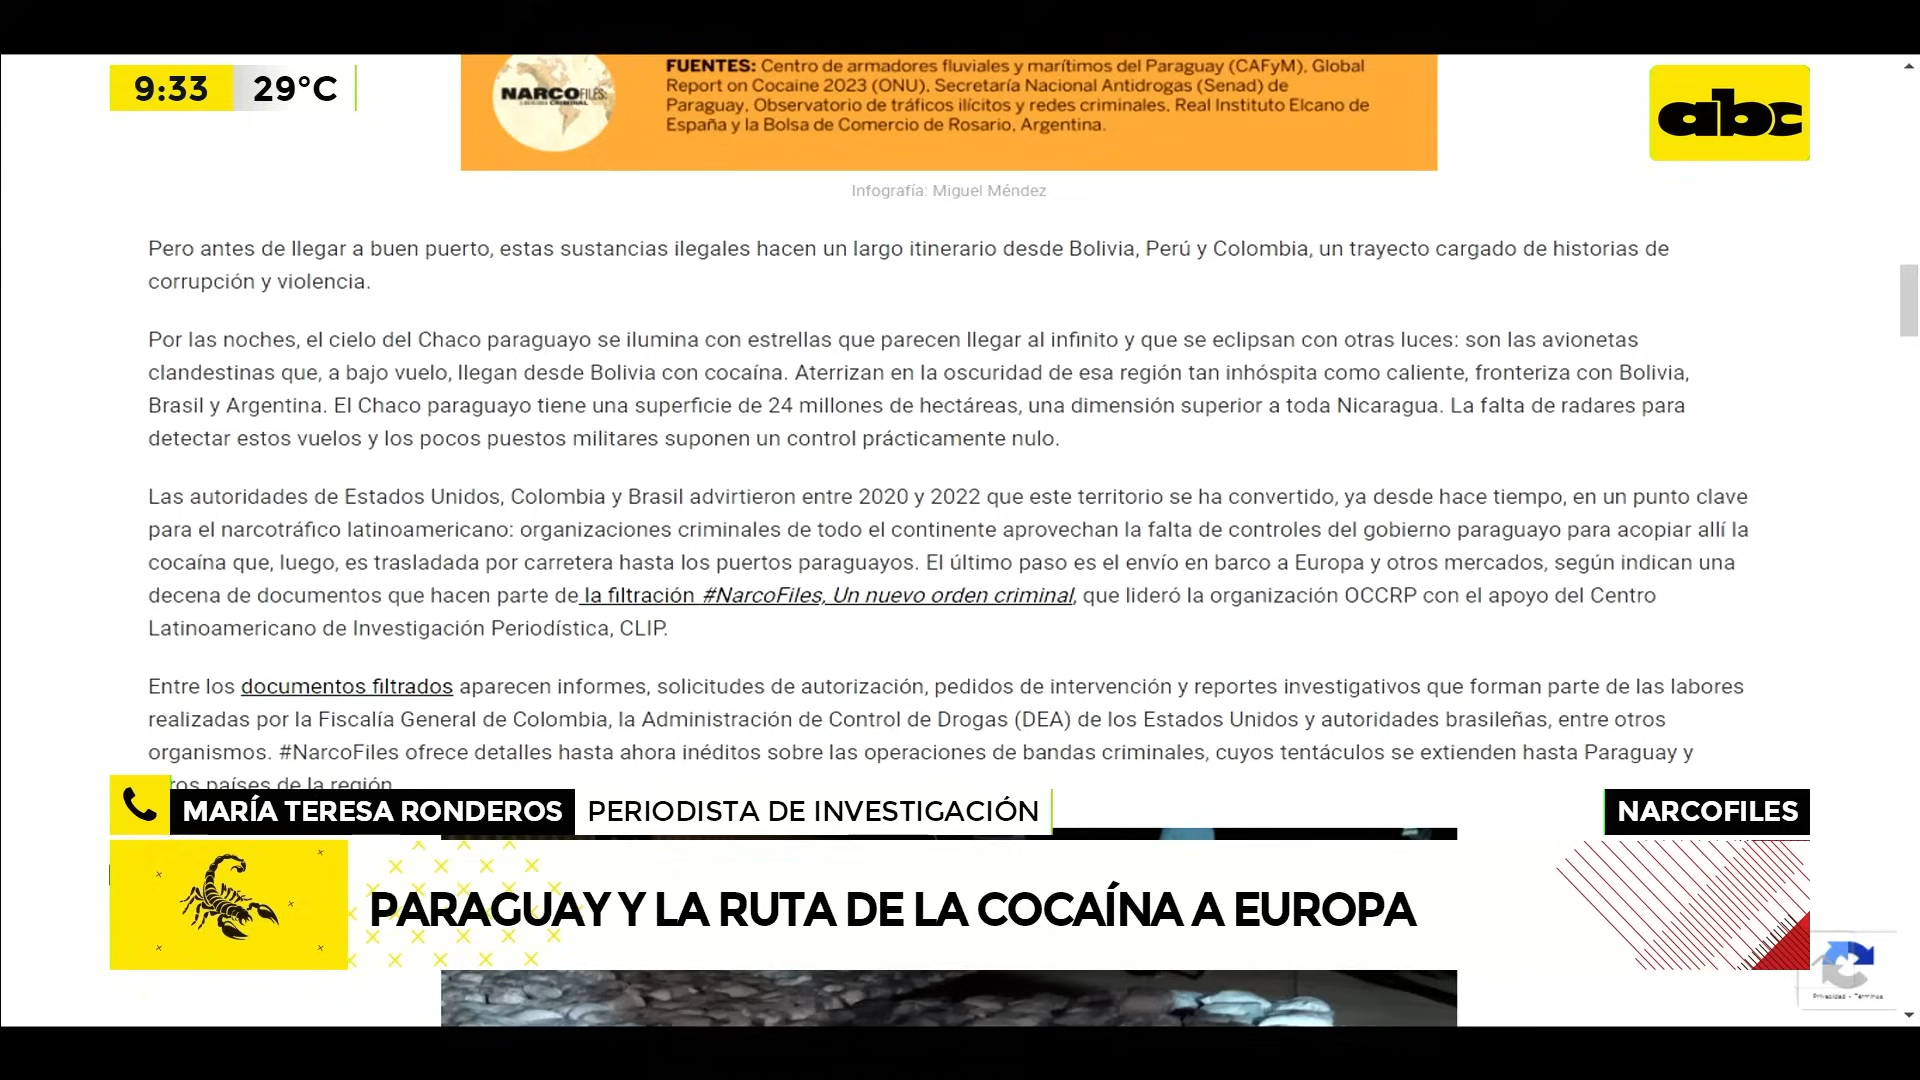 9:33 29°C
NARCOFILES:
FUENTES: Centro de armadores fluviales y marítimos del Paraguay (CAFyM), Global
Report on Cocaine 2023 (ONU), Secretaría Nacional Antidrogas (Senad) de
Paraguay, Observatorio de tráficos ilícitos y redes criminales, Real Instituto Elcano de
España y la Bolsa de Comercio de Rosario, Argentina.
abc
Infografía: Miguel Méndez
Pero antes de llegar a buen puerto, estas sustancias ilegales hacen un largo itinerario desde Bolivia, Perú y Colombia, un trayecto cargado de historias de
corrupción y violencia.
Por las noches, el cielo del Chaco paraguayo se ilumina con estrellas que parecen llegar al infinito y que se eclipsan con otras luces: son las avionetas
clandestinas que, a bajo vuelo, llegan desde Bolivia con cocaína. Aterrizan en la oscuridad de esa región tan inhóspita como caliente, fronteriza con Bolivia,
Brasil y Argentina. El Chaco paraguayo tiene una superficie de 24 millones de hectáreas, una dimensión superior a toda Nicaragua. La falta de radares para
detectar estos vuelos y los pocos puestos militares suponen un control prácticamente nulo.
Las autoridades de Estados Unidos, Colombia y Brasil advirtieron entre 2020 y 2022 que este territorio se ha convertido, ya desde hace tiempo, en un punto clave
para el narcotráfico latinoamericano: organizaciones criminales de todo el continente aprovechan la falta de controles del gobierno paraguayo para acopiar allí la
cocaína que, luego, es trasladada por carretera hasta los puertos paraguayos. El último paso es el envío en barco a Europa y otros mercados, según indican una
decena de documentos que hacen parte de la filtración #NarcoFiles, Un nuevo orden criminal, que lideró la organización OCCRP con el apoyo del Centro
Latinoamericano de Investigación Periodística, CLIP.
Entre los documentos filtrados aparecen informes, solicitudes de autorización, pedidos de intervención y reportes investigativos que forman parte de las labores
realizadas por la Fiscalía General de Colombia, la Administración de Control de Drogas (DEA) de los Estados Unidos y autoridades brasileñas, entre otros
organismos. #NarcoFiles ofrece detalles hasta ahora inéditos sobre las operaciones de bandas criminales, cuyos tentáculos se extienden hasta Paraguay y
países de la región.
MARÍA TERESA RONDEROS PERIODISTA DE INVESTIGACIÓN
NARCOFILES
PARAGUAY Y LA RUTA DE LA COCAÍNA A EUROPA
Privacidad - Términos